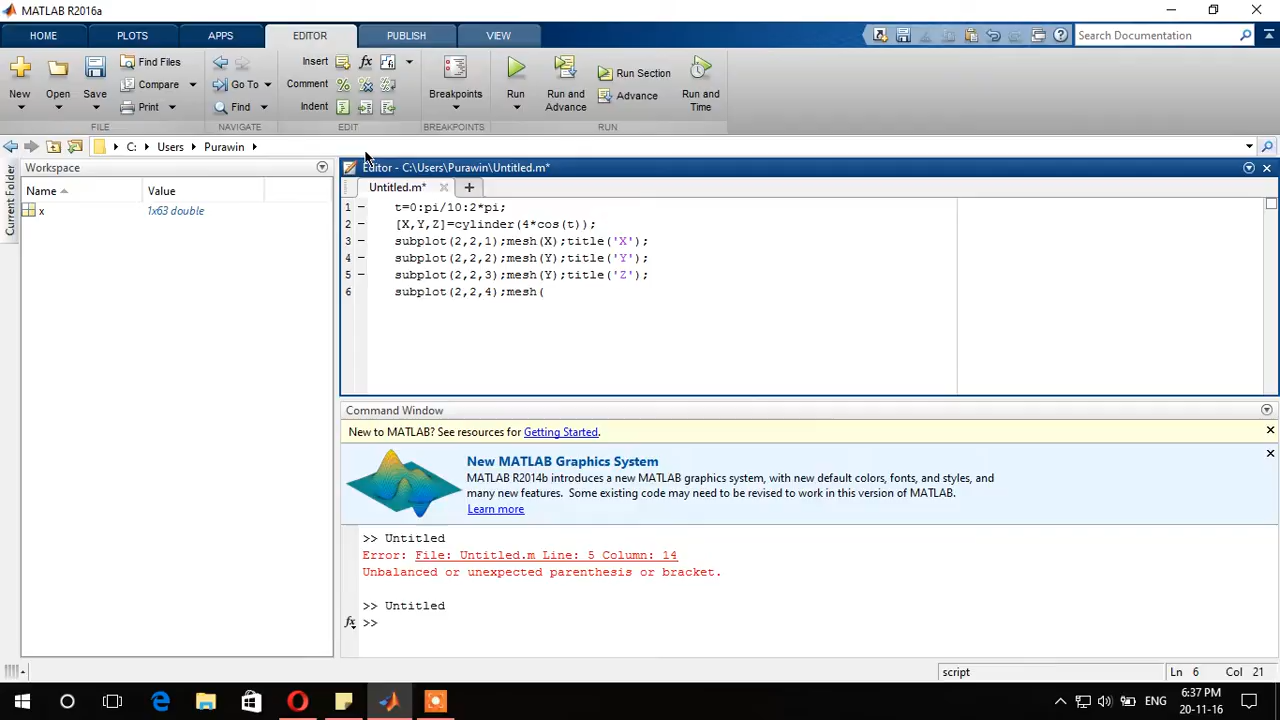 MATLAB R2016a
HOME PLOTS APPS EDITOR PUBLISH VIEW Search Documentation
New Open Save Find Files Compare Print
Go To Find
Insert Comment Indent
Breakpoints Run Run and Advance Run Section Advance Run and Time
FILE NAVIGATE EDIT BREAKPOINTS RUN
C: Users Purawin
Current Folder
Workspace
Name Value
x 1x63 double
Editor - C:\Users\Purawin\Untitled.m*
Untitled.m*
1 t=0:pi/10:2*pi;
2 [X,Y,Z]=cylinder(4*cos(t));
3 subplot(2,2,1);mesh(X);title('X');
4 subplot(2,2,2);mesh(Y);title('Y');
5 subplot(2,2,3);mesh(Y);title('Z');
6 subplot(2,2,4);mesh(
Command Window
New to MATLAB? See resources for Getting Started.
New MATLAB Graphics System
MATLAB R2014b introduces a new MATLAB graphics system, with new default colors, fonts, and styles, and
many new features. Some existing code may need to be revised to work in this version of MATLAB.
Learn more
>> Untitled
Error: File: Untitled.m Line: 5 Column: 14
Unbalanced or unexpected parenthesis or bracket.
>> Untitled
fx >>
script Ln 6 Col 21
ENG 6:37 PM
20-11-16